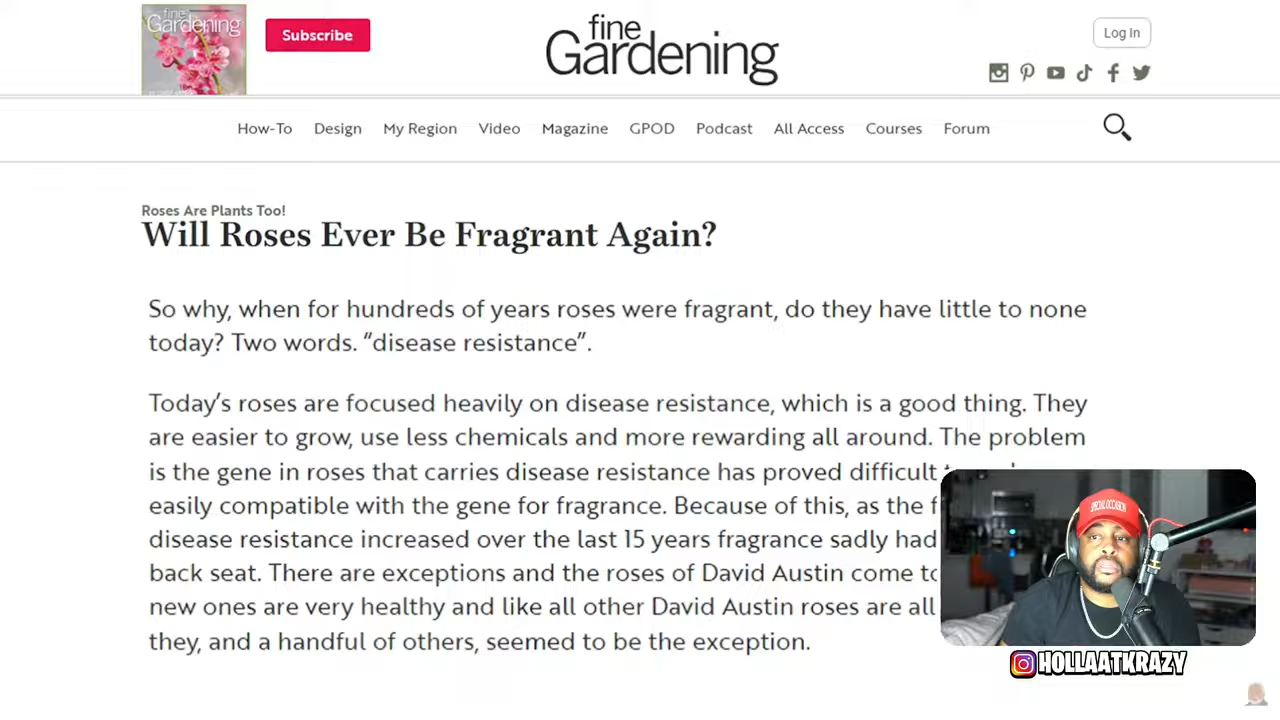 fine
Gardening
Subscribe
fine
Gardening
Log In
How-To Design My Region Video Magazine GPOD Podcast All Access Courses Forum
Roses Are Plants Too!
Will Roses Ever Be Fragrant Again?
So why, when for hundreds of years roses were fragrant, do they have little to none
today? Two words. “disease resistance”.
Today’s roses are focused heavily on disease resistance, which is a good thing. They
are easier to grow, use less chemicals and more rewarding all around. The problem
is the gene in roses that carries disease resistance has proved difficult
easily compatible with the gene for fragrance. Because of this, as the
disease resistance increased over the last 15 years fragrance sadly had
back seat. There are exceptions and the roses of David Austin come
new ones are very healthy and like all other David Austin roses are all
they, and a handful of others, seemed to be the exception.
SPECIAL OCCASION
HOLLAATKRAZY